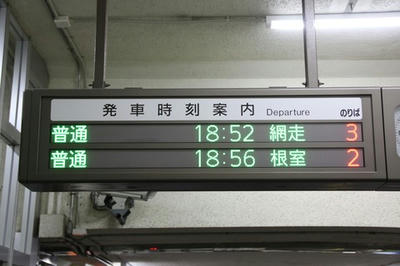 発車時刻案内 Departure のりば
普通 18:52 網走 3
普通 18:56 根室 2